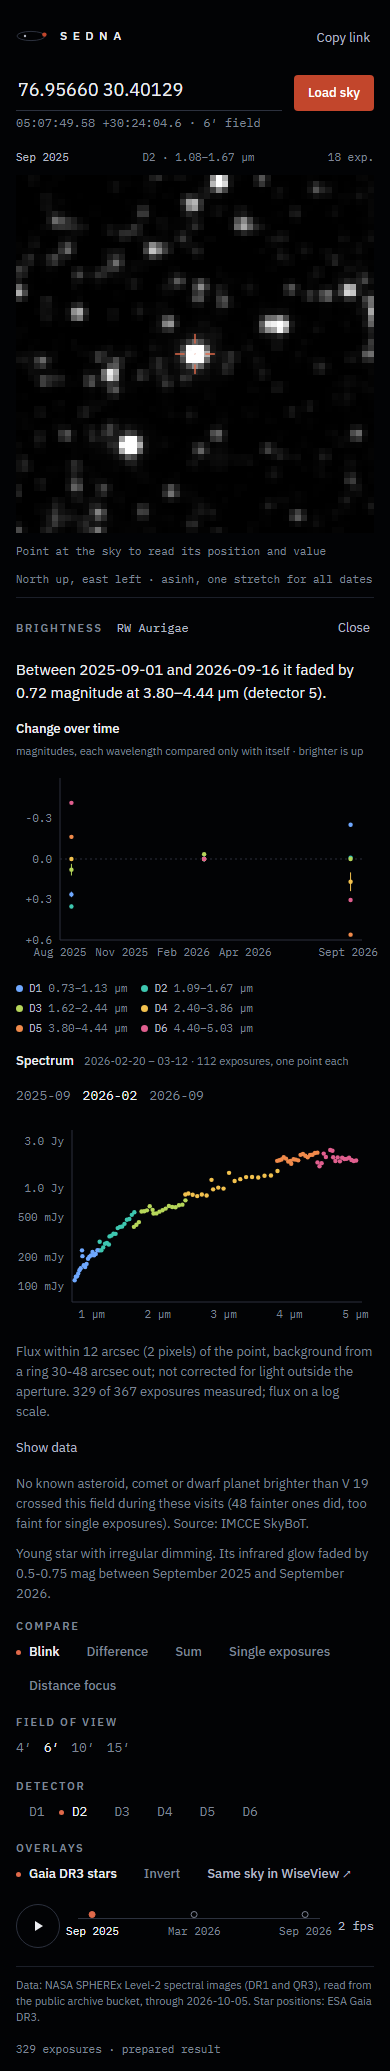 SEDNA
Copy link
76.95660 30.40129
Load sky
05:07:49.58 +30:24:04.6 · 6′ field
Sep 2025
D2 · 1.08–1.67 µm
18 exp.
Point at the sky to read its position and value
North up, east left · asinh, one stretch for all dates
BRIGHTNESS RW Aurigae
Close
Between 2025-09-01 and 2026-09-16 it faded by
0.72 magnitude at 3.80–4.44 µm (detector 5).
Change over time
magnitudes, each wavelength compared only with itself · brighter is up
-0.3
0.0
+0.3
+0.6
Aug 2025 Nov 2025 Feb 2026 Apr 2026 Sept 2026
D1 0.73–1.13 µm D2 1.09–1.67 µm
D3 1.62–2.44 µm D4 2.40–3.86 µm
D5 3.80–4.44 µm D6 4.40–5.03 µm
Spectrum 2026-02-20 – 03-12 · 112 exposures, one point each
2025-09 2026-02 2026-09
3.0 Jy
1.0 Jy
500 mJy
200 mJy
100 mJy
1 µm 2 µm 3 µm 4 µm 5 µm
Flux within 12 arcsec (2 pixels) of the point, background from
a ring 30-48 arcsec out; not corrected for light outside the
aperture. 329 of 367 exposures measured; flux on a log
scale.
Show data
No known asteroid, comet or dwarf planet brighter than V 19
crossed this field during these visits (48 fainter ones did, too
faint for single exposures). Source: IMCCE SkyBoT.
Young star with irregular dimming. Its infrared glow faded by
0.5-0.75 mag between September 2025 and September
2026.
COMPARE
Blink Difference Sum Single exposures
Distance focus
FIELD OF VIEW
4′ 6′ 10′ 15′
DETECTOR
D1 D2 D3 D4 D5 D6
OVERLAYS
Gaia DR3 stars Invert Same sky in WiseView ↗
Sep 2025 Mar 2026 Sep 2026 2 fps
Data: NASA SPHEREx Level-2 spectral images (DR1 and QR3), read from
the public archive bucket, through 2026-10-05. Star positions: ESA Gaia
DR3.
329 exposures · prepared result